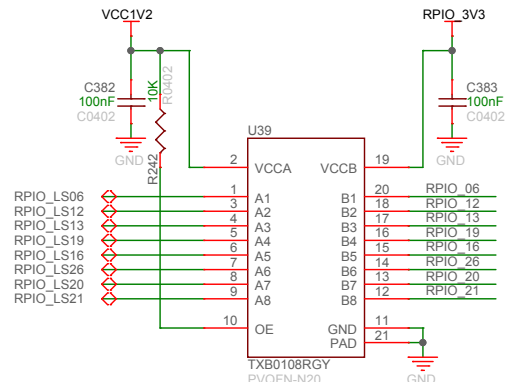 VCC1V2 RPIO_3V3
C382 100nF C0402
10K R0402 R242
C383 100nF C0402
GND GND
U39
2 VCCA VCCB 19
RPIO_LS06 1 A1 B1 20 RPIO_06
RPIO_LS12 3 A2 B2 18 RPIO_12
RPIO_LS13 4 A3 B3 17 RPIO_13
RPIO_LS19 5 A4 B4 16 RPIO_19
RPIO_LS16 6 A5 B5 15 RPIO_16
RPIO_LS26 7 A6 B6 14 RPIO_26
RPIO_LS20 8 A7 B7 13 RPIO_20
RPIO_LS21 9 A8 B8 12 RPIO_21
10 OE GND 11
PAD 21
TXB0108RGY
PVQFN-N20
GND